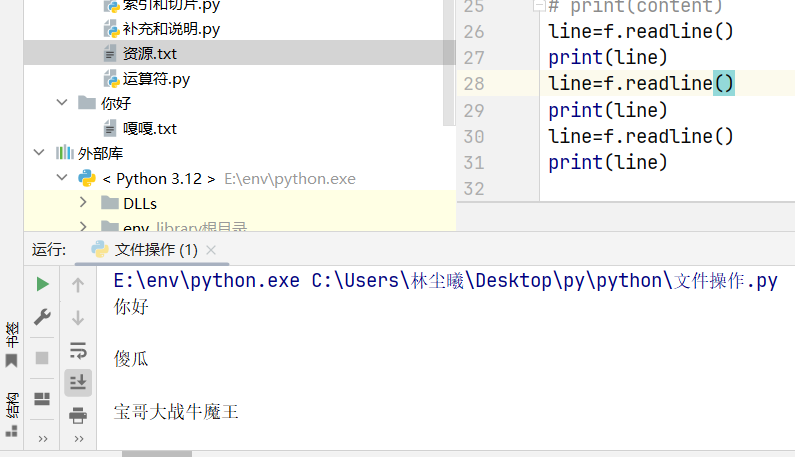 索引和切片.py
补充和说明.py
资源.txt
运算符.py
你好
嘎嘎.txt
外部库
< Python 3.12 > E:\env\python.exe
DLLs
env library根目录
25 # print(content)
26 line=f.readline()
27 print(line)
28 line=f.readline()
29 print(line)
30 line=f.readline()
31 print(line)
32
运行: 文件操作 (1) ×
E:\env\python.exe C:\Users\林尘曦\Desktop\py\python\文件操作.py
你好
傻瓜
宝哥大战牛魔王
书签
结构